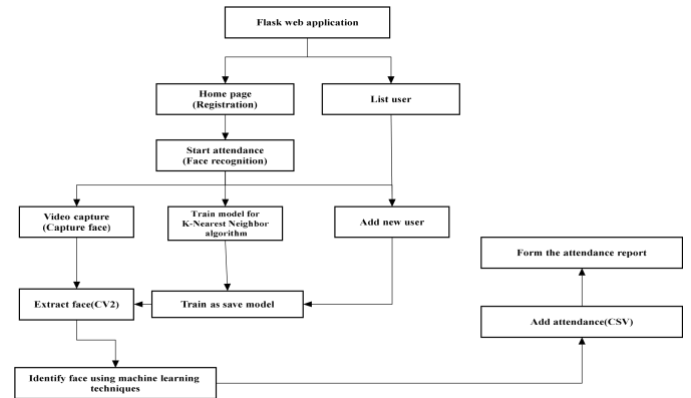 Flask web application
Home page
(Registration)
List user
Start attendance
(Face recognition)
Video capture
(Capture face)
Train model for
K-Nearest Neighbor
algorithm
Add new user
Form the attendance report
Extract face(CV2)
Train as save model
Add attendance(CSV)
Identify face using machine learning
techniques